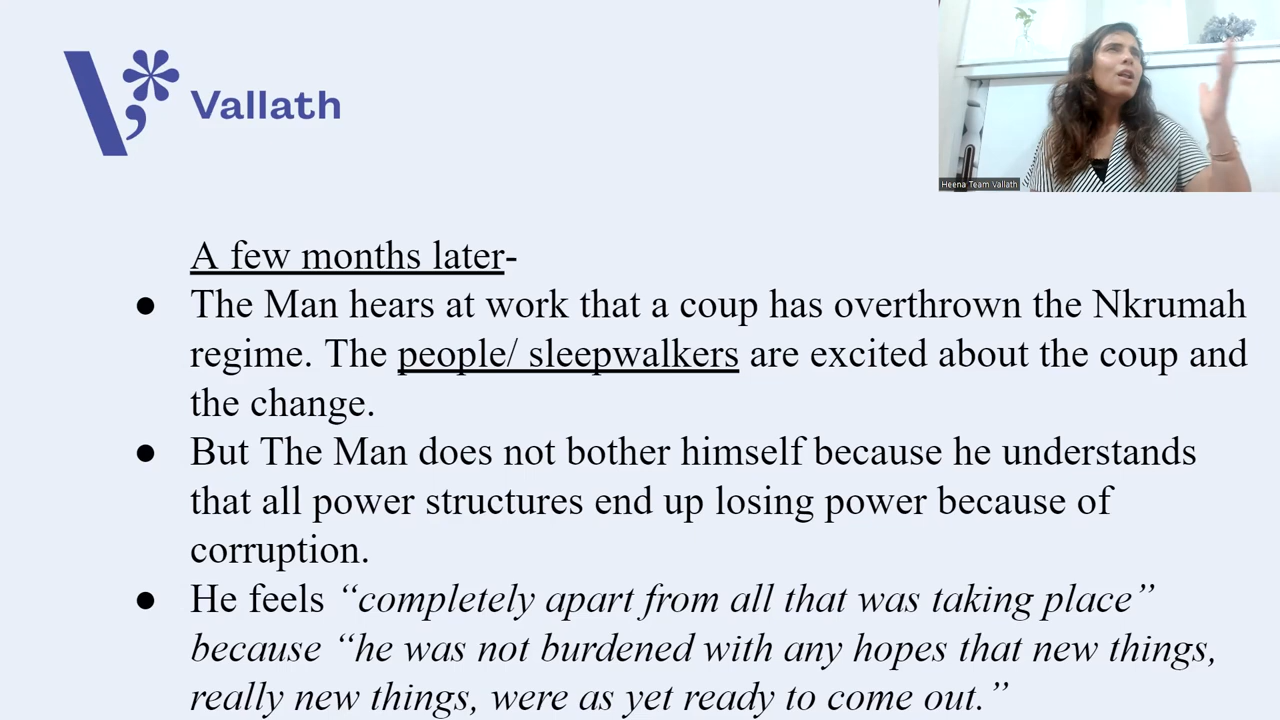 Vallath
Heena Team Vallath
A few months later-
● The Man hears at work that a coup has overthrown the Nkrumah
regime. The people/ sleepwalkers are excited about the coup and
the change.
● But The Man does not bother himself because he understands
that all power structures end up losing power because of
corruption.
● He feels “completely apart from all that was taking place”
because “he was not burdened with any hopes that new things,
really new things, were as yet ready to come out.”